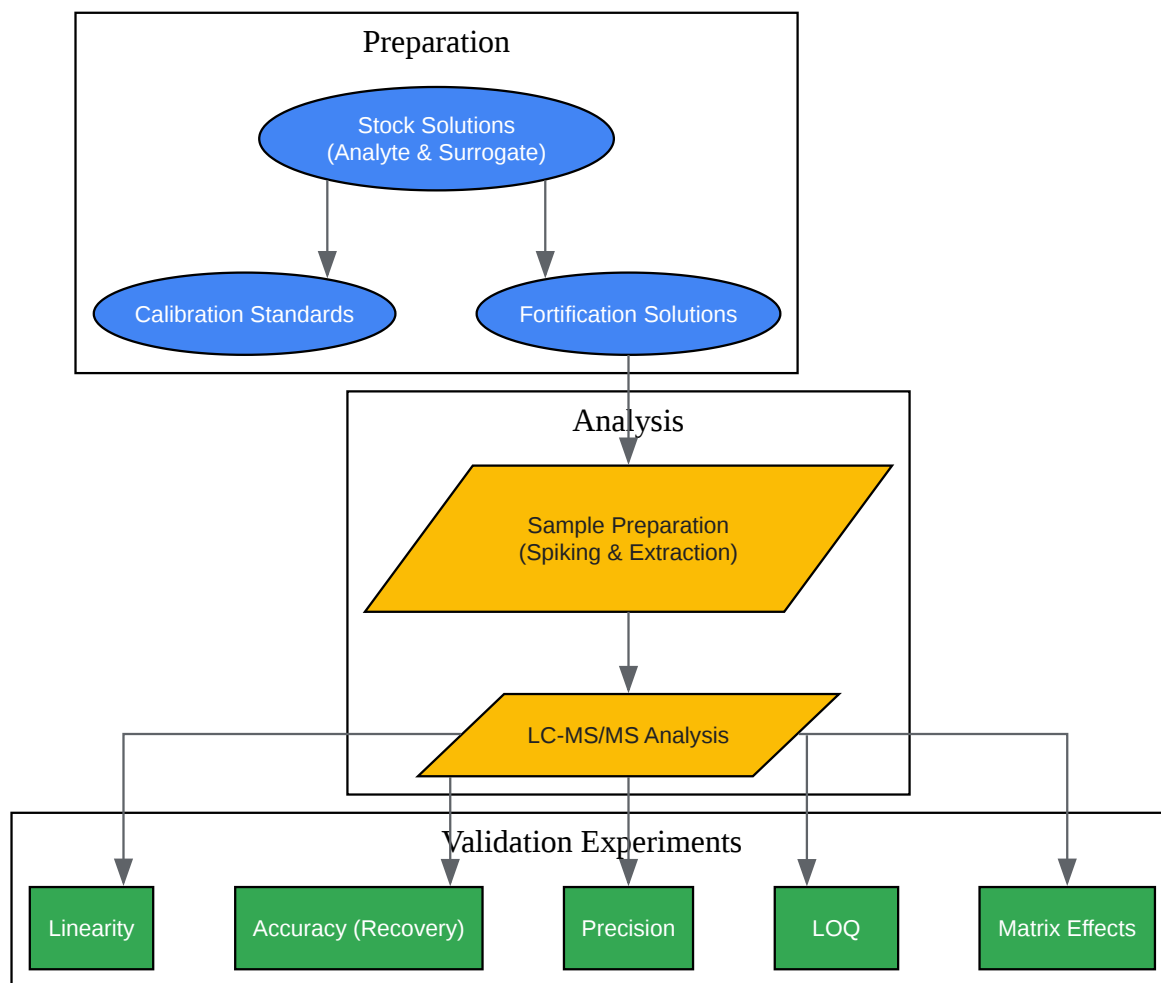 Preparation
Stock Solutions
(Analyte & Surrogate)
Calibration Standards
Fortification Solutions
Analysis
Sample Preparation
(Spiking & Extraction)
LC-MS/MS Analysis
Validation Experiments
Linearity
Accuracy (Recovery)
Precision
LOQ
Matrix Effects